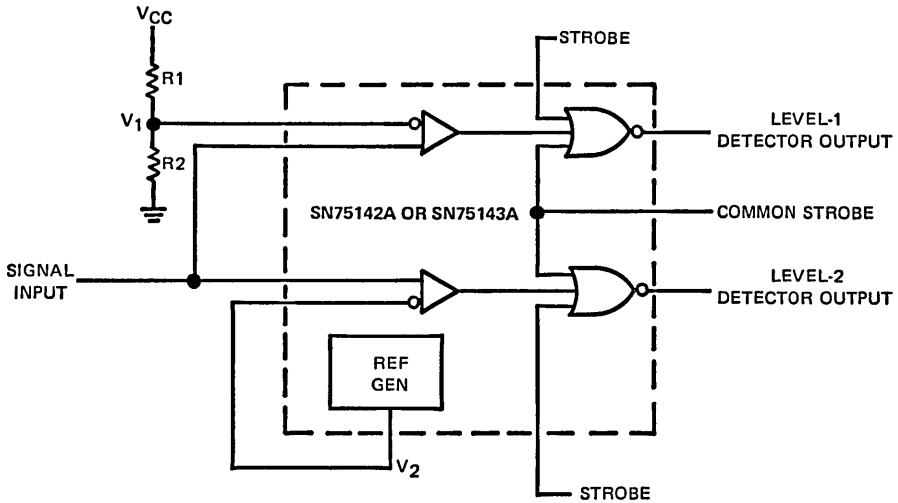 VCC
STROBE
R1
V1
LEVEL-1
DETECTOR OUTPUT
R2
SN75142A OR SN75143A
COMMON STROBE
SIGNAL
INPUT
LEVEL-2
DETECTOR OUTPUT
REF
GEN
V2
STROBE